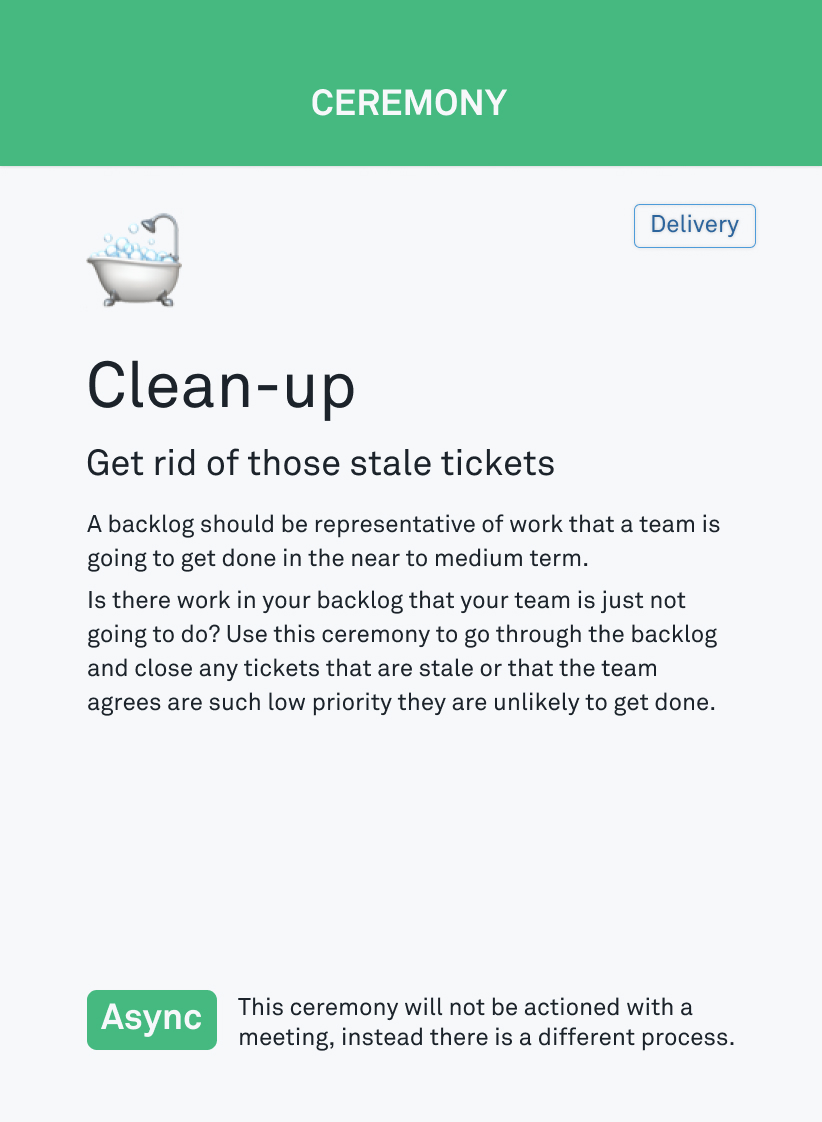 CEREMONY
Delivery
Clean-up
Get rid of those stale tickets
A backlog should be representative of work that a team is
going to get done in the near to medium term.
Is there work in your backlog that your team is just not
going to do? Use this ceremony to go through the backlog
and close any tickets that are stale or that the team
agrees are such low priority they are unlikely to get done.
Async
This ceremony will not be actioned with a
meeting, instead there is a different process.